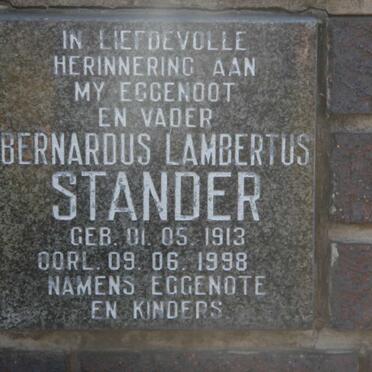 IN LIEFDEVOLLE
HERINNERING AAN
MY EGGENOOT
EN VADER
BERNARDUS LAMBERTUS
STANDER
GEB. 01. 05. 1913
OORL. 09. 06. 1998
NAMENS EGGENOTE
EN KINDERS